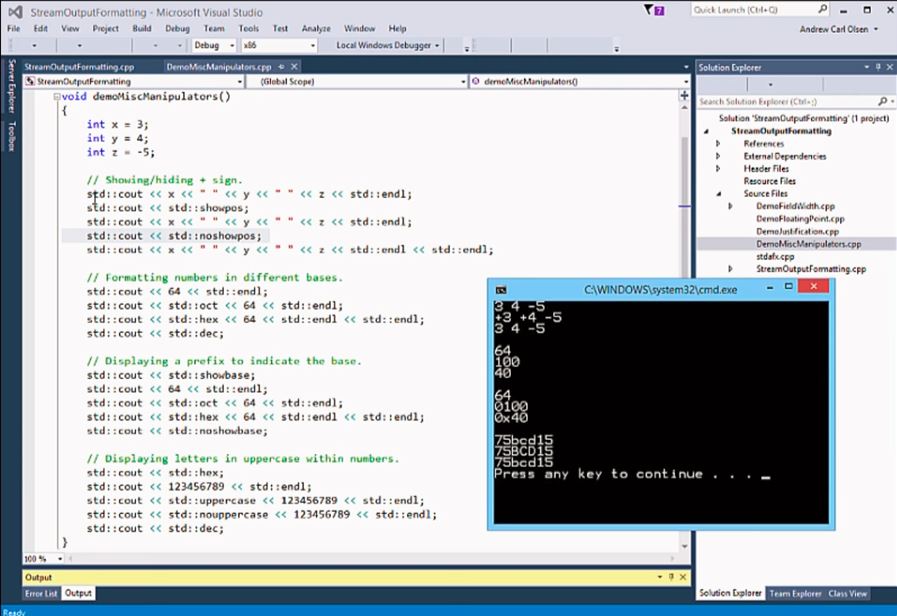 StreamOutputFormatting - Microsoft Visual Studio
7
Quick Launch (Ctrl+Q)
File Edit View Project Build Debug Team Tools Test Analyze Window Help
Andrew Carl Olsen
Debug x86 Local Windows Debugger
Server Explorer
Toolbox
StreamOutputFormatting.cpp DemoMiscManipulators.cpp
StreamOutputFormatting (Global Scope) demoMiscManipulators()
void demoMiscManipulators()
{
int x = 3;
int y = 4;
int z = -5;
// Showing/hiding + sign.
std::cout << x << " " << y << " " << z << std::endl;
std::cout << std::showpos;
std::cout << x << " " << y << " " << z << std::endl;
std::cout << std::noshowpos;
std::cout << x << " " << y << " " << z << std::endl << std::endl;
// Formatting numbers in different bases.
std::cout << 64 << std::endl;
std::cout << std::oct << 64 << std::endl;
std::cout << std::hex << 64 << std::endl << std::endl;
std::cout << std::dec;
// Displaying a prefix to indicate the base.
std::cout << std::showbase;
std::cout << 64 << std::endl;
std::cout << std::oct << 64 << std::endl;
std::cout << std::hex << 64 << std::endl << std::endl;
std::cout << std::noshowbase;
// Displaying letters in uppercase within numbers.
std::cout << std::hex;
std::cout << 123456789 << std::endl;
std::cout << std::uppercase << 123456789 << std::endl;
std::cout << std::nouppercase << 123456789 << std::endl;
std::cout << std::dec;
}
100 %
Output
Error List Output
Ready
Solution Explorer
Search Solution Explorer (Ctrl+;)
Solution 'StreamOutputFormatting' (1 project)
StreamOutputFormatting
References
External Dependencies
Header Files
Resource Files
Source Files
DemoFieldWidth.cpp
DemoFloatingPoint.cpp
DemoJustification.cpp
DemoMiscManipulators.cpp
stdafx.cpp
StreamOutputFormatting.cpp
Solution Explorer Team Explorer Class View
C:\WINDOWS\system32\cmd.exe
3 4 -5
+3 +4 -5
3 4 -5
64
100
40
64
0100
0x40
75bcd15
75BCD15
75bcd15
Press any key to continue . . . _